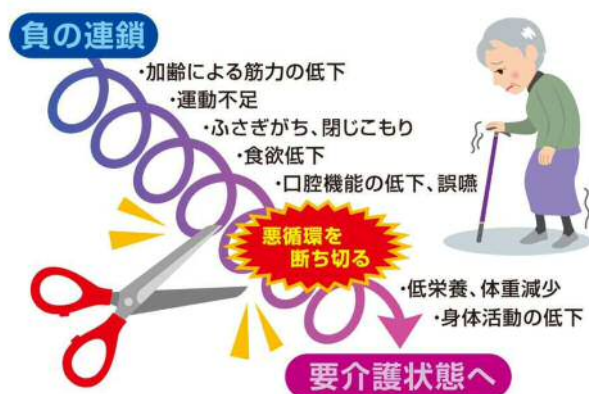 負の連鎖
・加齢による筋力の低下
・運動不足
・ふさぎがち、閉じこもり
・食欲低下
・口腔機能の低下、誤嚥
悪循環を
断ち切る
・低栄養、体重減少
・身体活動の低下
要介護状態へ